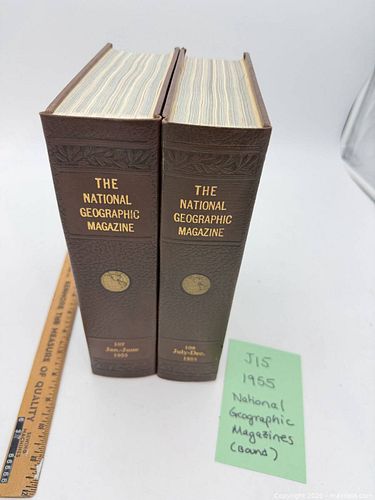 THE
NATIONAL
GEOGRAPHIC
MAGAZINE
107
Jan.-June
1955
THE
NATIONAL
GEOGRAPHIC
MAGAZINE
108
July-Dec.
1955
J15
1955
National
Geographic
Magazines
(Bound)
THE MEASURE OF QUALITY